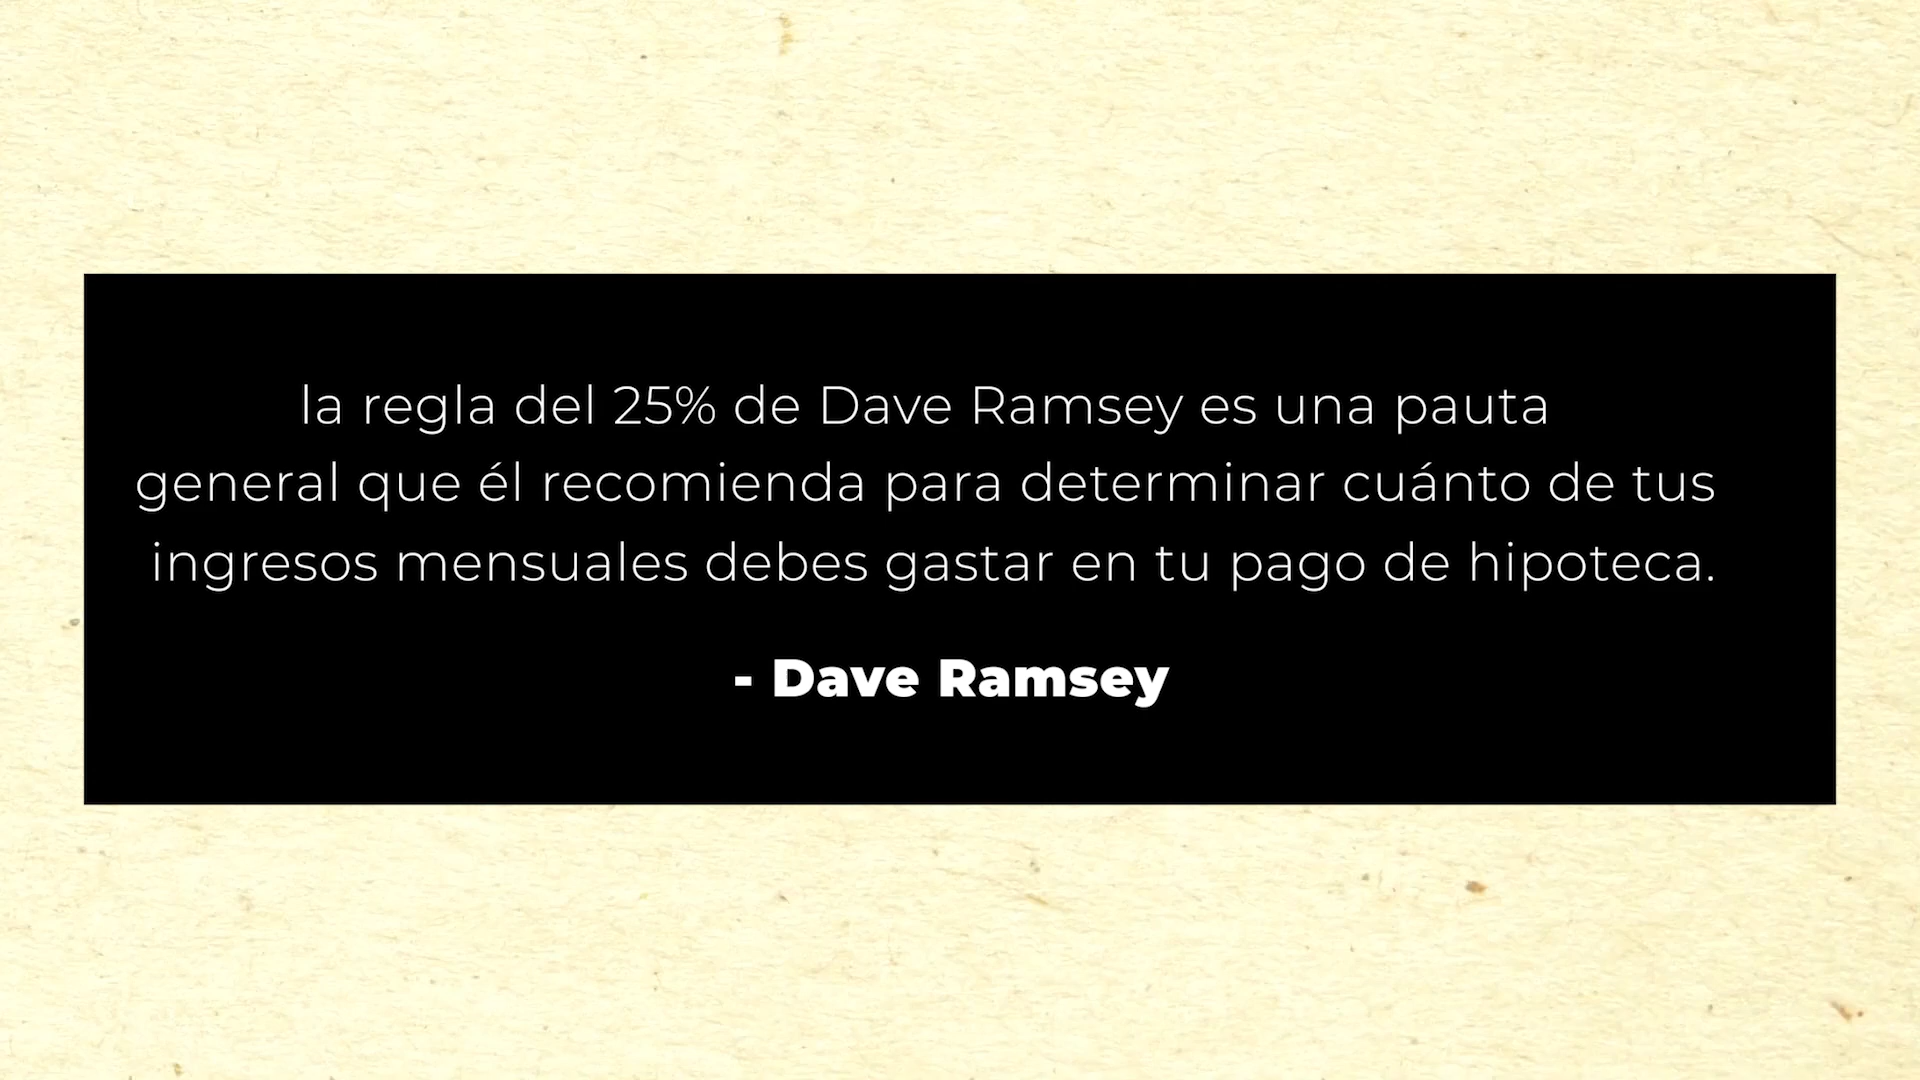 la regla del 25% de Dave Ramsey es una pauta
general que él recomienda para determinar cuánto de tus
ingresos mensuales debes gastar en tu pago de hipoteca.
- Dave Ramsey